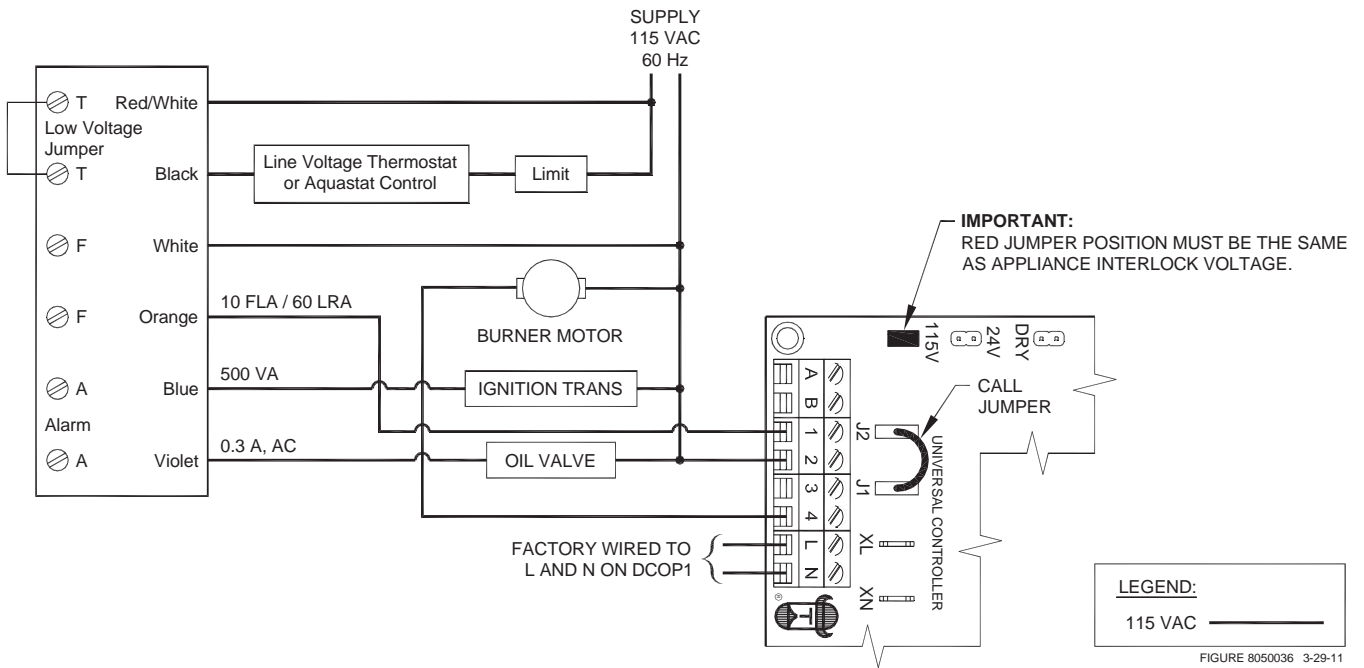 SUPPLY
115 VAC
60 Hz
T Red/White
Low Voltage
Jumper
T Black
Line Voltage Thermostat
or Aquastat Control
Limit
F White
F Orange
10 FLA / 60 LRA
BURNER MOTOR
A Blue
500 VA
IGNITION TRANS
Alarm
A Violet
0.3 A, AC
OIL VALVE
FACTORY WIRED TO
L AND N ON DCOP1
IMPORTANT:
RED JUMPER POSITION MUST BE THE SAME
AS APPLIANCE INTERLOCK VOLTAGE.
115V
24V
DRY
CALL
JUMPER
A
B
1
2
3
4
L
N
J2
J1
XL
XN
UNIVERSAL CONTROLLER
®
T
LEGEND:
115 VAC
FIGURE 8050036 3-29-11